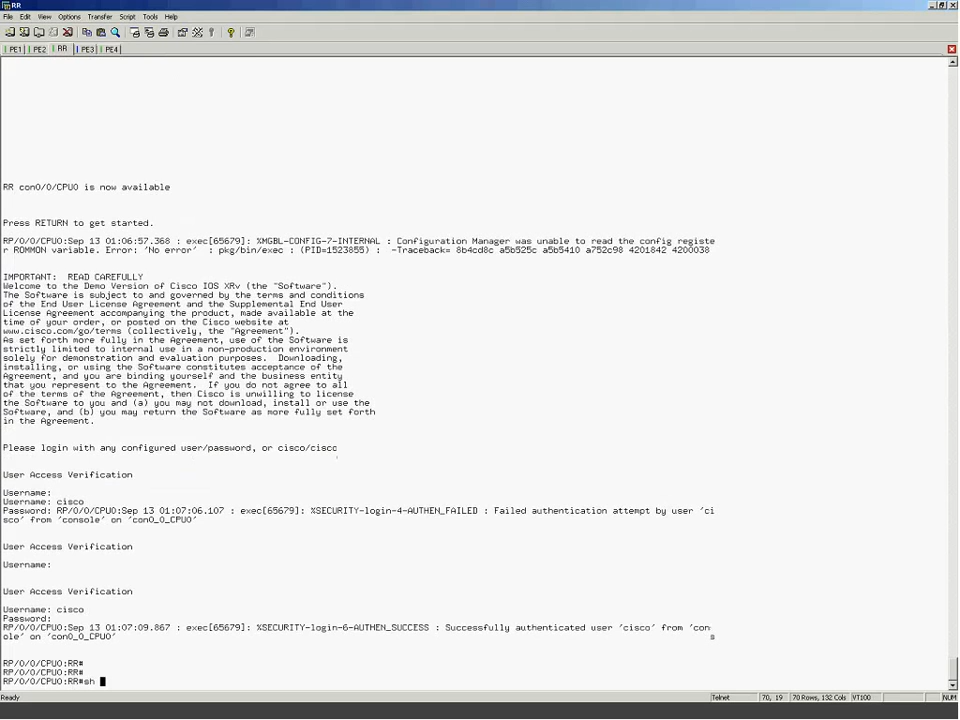 RR
File Edit View Options Transfer Script Tools Help
PE1 PE2 RR PE3 PE4
RR con0/0/CPU0 is now available
Press RETURN to get started.
RP/0/0/CPU0:Sep 13 01:06:57.368 : exec[65679]: %MGBL-CONFIG-7-INTERNAL : Configuration Manager was unable to read the config registe
r ROMMON variable. Error: 'No error' : pkg/bin/exec : (PID=1523855) : -Traceback= 8b4cd8c a5b525c a5b5410 a752c98 4201842 4200038
IMPORTANT: READ CAREFULLY
Welcome to the Demo Version of Cisco IOS XRv (the "Software").
The Software is subject to and governed by the terms and conditions
of the End User License Agreement and the Supplemental End User
License Agreement accompanying the product, made available at the
time of your order, or posted on the Cisco website at
www.cisco.com/go/terms (collectively, the "Agreement").
As set forth more fully in the Agreement, use of the Software is
strictly limited to internal use in a non-production environment
solely for demonstration and evaluation purposes. Downloading,
installing, or using the Software constitutes acceptance of the
Agreement, and you are binding yourself and the business entity
that you represent to the Agreement. If you do not agree to all
of the terms of the Agreement, then Cisco is unwilling to license
the Software to you and (a) you may not download, install or use the
Software, and (b) you may return the Software as more fully set forth
in the Agreement.
Please login with any configured user/password, or cisco/cisco
User Access Verification
Username:
Username: cisco
Password: RP/0/0/CPU0:Sep 13 01:07:06.107 : exec[65679]: %SECURITY-login-4-AUTHEN_FAILED : Failed authentication attempt by user 'ci
sco' from 'console' on 'con0_0_CPU0'
User Access Verification
Username:
User Access Verification
Username: cisco
Password:
RP/0/0/CPU0:Sep 13 01:07:09.867 : exec[65679]: %SECURITY-login-6-AUTHEN_SUCCESS : Successfully authenticated user 'cisco' from 'cons
ole' on 'con0_0_CPU0'
RP/0/0/CPU0:RR#
RP/0/0/CPU0:RR#
RP/0/0/CPU0:RR#sh
Ready Telnet 70, 19 70 Rows, 132 Cols VT100 NUM